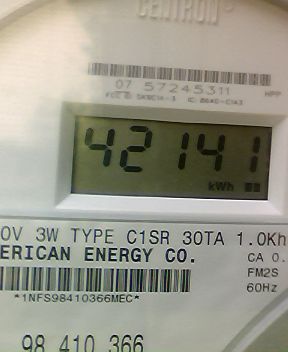 CENTRON
07 57245311
HPP
42141
kWh
0V 3W TYPE C1SR 30TA 1.0Kh
ERICAN ENERGY CO.
CA 0.
FM2S
60Hz
*1NFS98410366MEC*
98 410 366